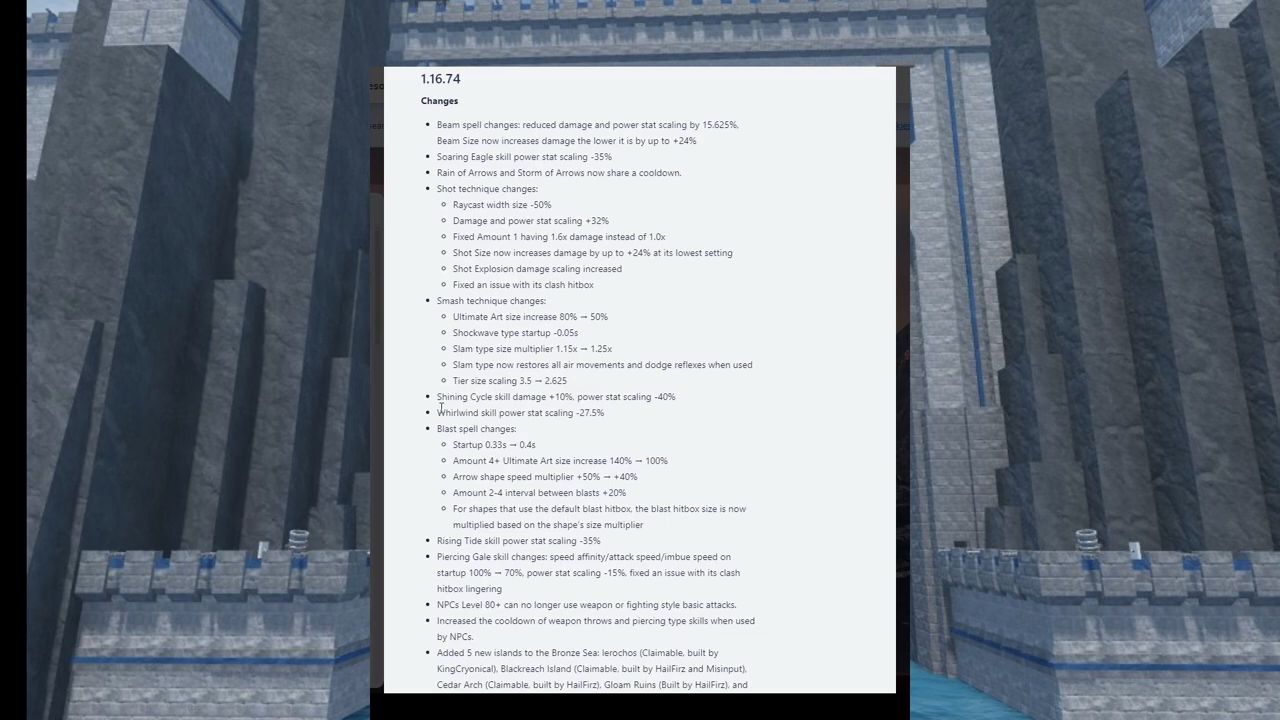 1.16.74
Changes
Beam spell changes: reduced damage and power stat scaling by 15.625%,
Beam Size now increases damage the lower it is by up to +24%
Soaring Eagle skill power stat scaling -35%
Rain of Arrows and Storm of Arrows now share a cooldown.
Shot technique changes:
Raycast width size -50%
Damage and power stat scaling +32%
Fixed Amount 1 having 1.6x damage instead of 1.0x
Shot Size now increases damage by up to +24% at its lowest setting
Shot Explosion damage scaling increased
Fixed an issue with its clash hitbox
Smash technique changes:
Ultimate Art size increase 80% → 50%
Shockwave type startup -0.05s
Slam type size multiplier 1.15x → 1.25x
Slam type now restores all air movements and dodge reflexes when used
Tier size scaling 3.5 → 2.625
Shining Cycle skill damage +10%, power stat scaling -40%
Whirlwind skill power stat scaling -27.5%
Blast spell changes:
Startup 0.33s → 0.4s
Amount 4+ Ultimate Art size increase 140% → 100%
Arrow shape speed multiplier +50% → +40%
Amount 2-4 interval between blasts +20%
For shapes that use the default blast hitbox, the blast hitbox size is now
multiplied based on the shape's size multiplier
Rising Tide skill power stat scaling -35%
Piercing Gale skill changes: speed affinity/attack speed/imbue speed on
startup 100% → 70%, power stat scaling -15%, fixed an issue with its clash
hitbox lingering
NPCs Level 80+ can no longer use weapon or fighting style basic attacks.
Increased the cooldown of weapon throws and piercing type skills when used
by NPCs.
Added 5 new islands to the Bronze Sea: Ierochos (Claimable, built by
KingCryonical), Blackreach Island (Claimable, built by HailFirz and Misinput),
Cedar Arch (Claimable, built by HailFirz), Gloam Ruins (Built by HailFirz), and